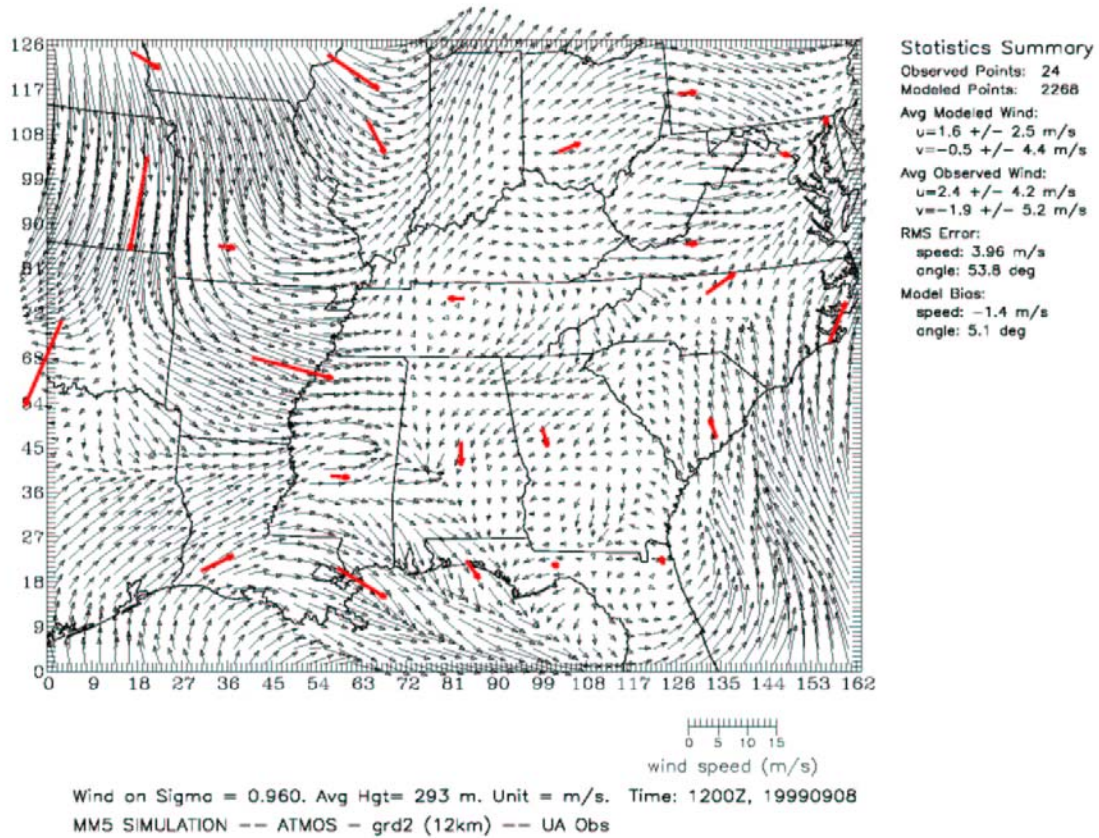 126
117
108
99
90
81
72
63
54
45
36
27
18
9
0
0 9 18 27 36 45 54 63 72 81 90 99 108 117 126 135 144 153 162
Statistics Summary
Observed Points: 24
Modeled Points: 2268
Avg Modeled Wind:
u=1.6 +/- 2.5 m/s
v=-0.5 +/- 4.4 m/s
Avg Observed Wind:
u=2.4 +/- 4.2 m/s
v=-1.9 +/- 5.2 m/s
RMS Error:
speed: 3.96 m/s
angle: 53.8 deg
Model Bias:
speed: -1.4 m/s
angle: 5.1 deg
0 5 10 15
wind speed (m/s)
Wind on Sigma = 0.960. Avg Hgt= 293 m. Unit = m/s. Time: 1200Z, 19990908
MM5 SIMULATION -- ATMOS - grd2 (12km) -- UA Obs